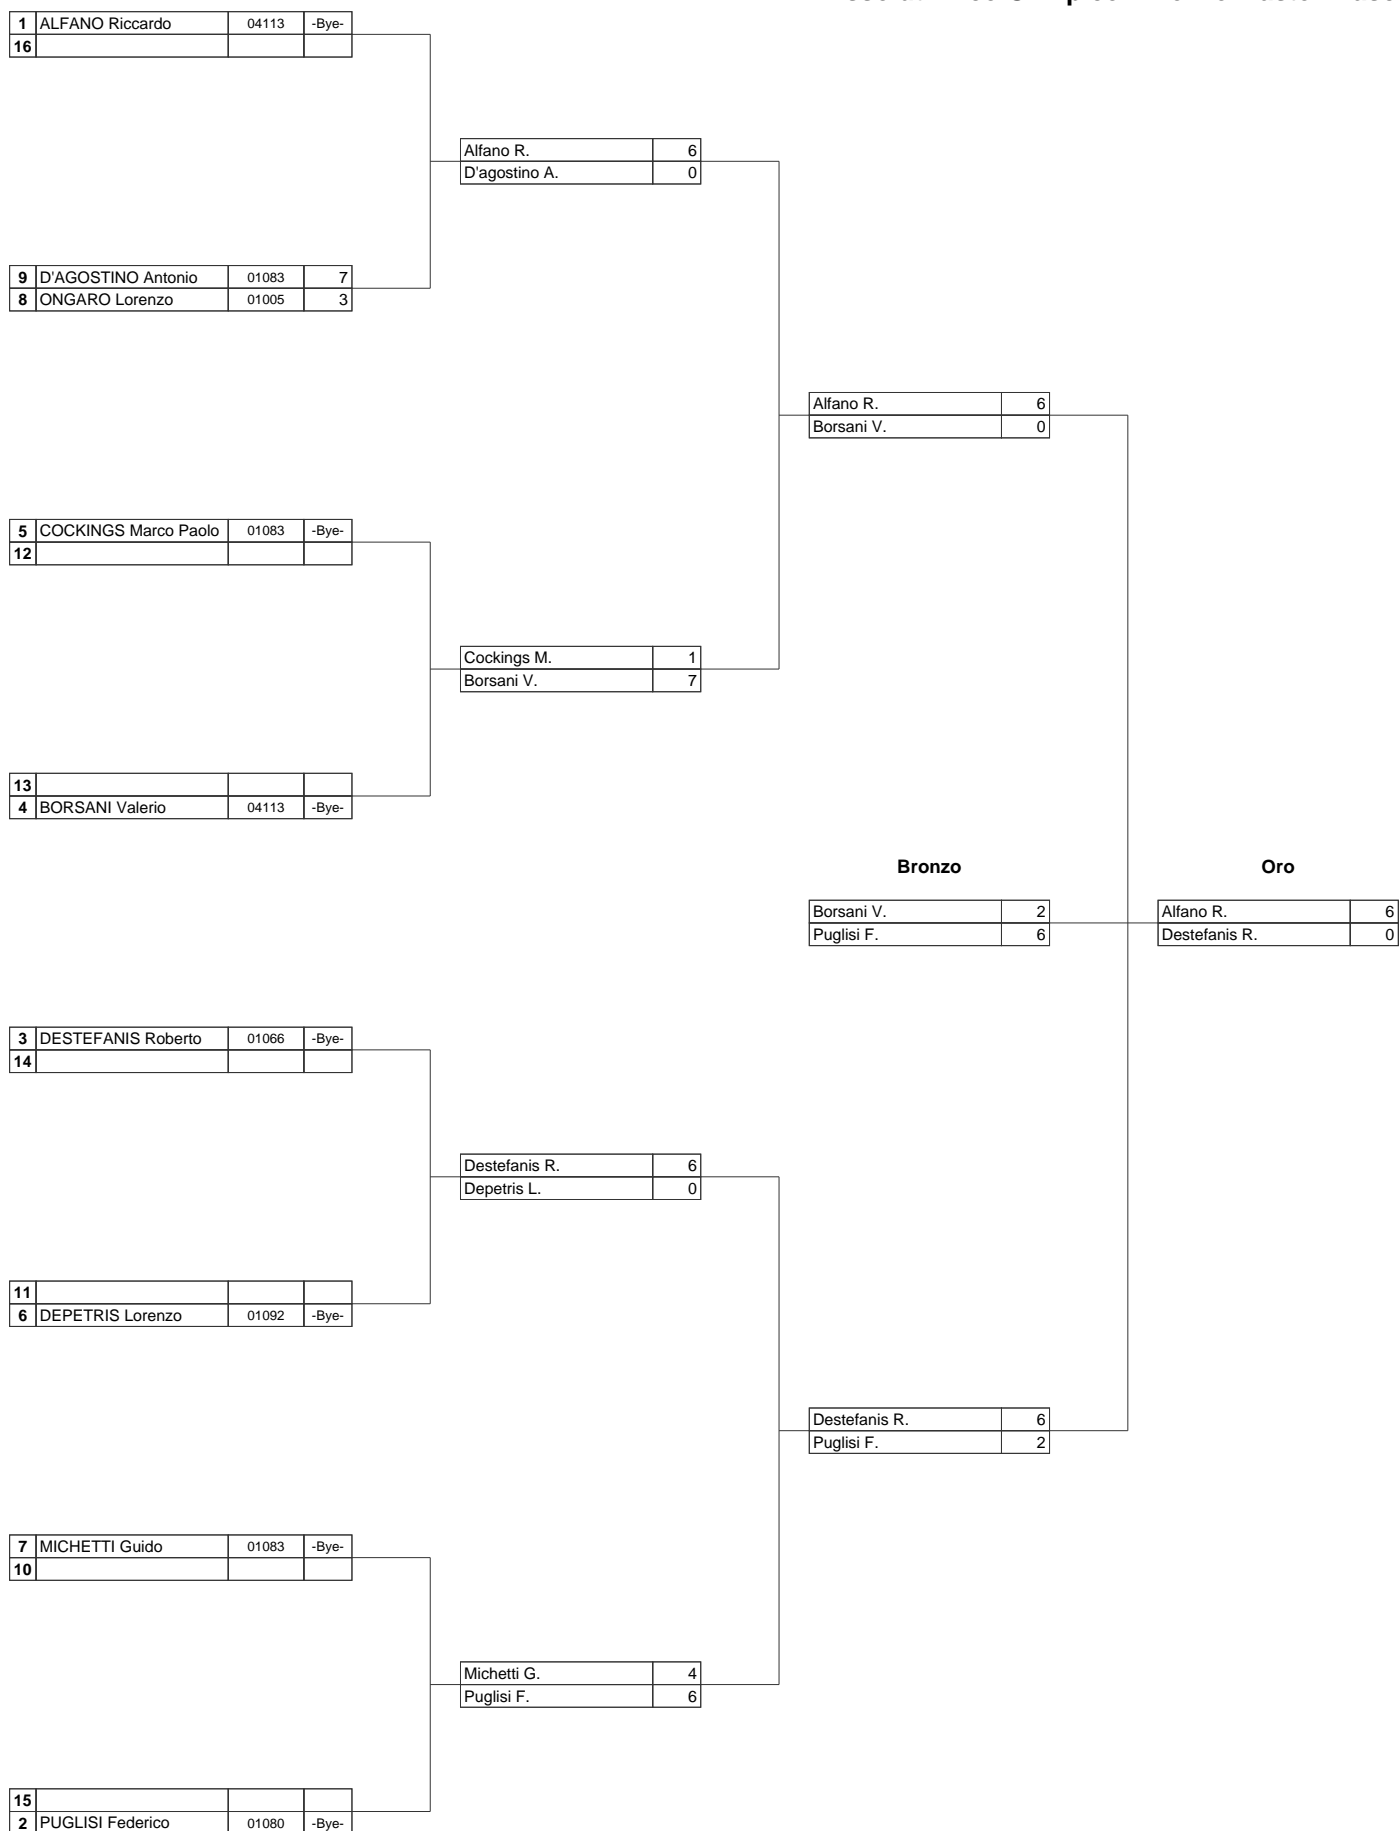 1 ALFANO Riccardo 04113 -Bye-
16
Alfano R. 6
D'agostino A. 0
9 D'AGOSTINO Antonio 01083 7
8 ONGARO Lorenzo 01005 3
Alfano R. 6
Borsani V. 0
5 COCKINGS Marco Paolo 01083 -Bye-
12
Cockings M. 1
Borsani V. 7
13
4 BORSANI Valerio 04113 -Bye-
Bronzo Oro
Borsani V. 2 Alfano R. 6
Puglisi F. 6 Destefanis R. 0
3 DESTEFANIS Roberto 01066 -Bye-
14
Destefanis R. 6
Depetris L. 0
11
6 DEPETRIS Lorenzo 01092 -Bye-
Destefanis R. 6
Puglisi F. 2
7 MICHETTI Guido 01083 -Bye-
10
Michetti G. 4
Puglisi F. 6
15
2 PUGLISI Federico 01080 -Bye-